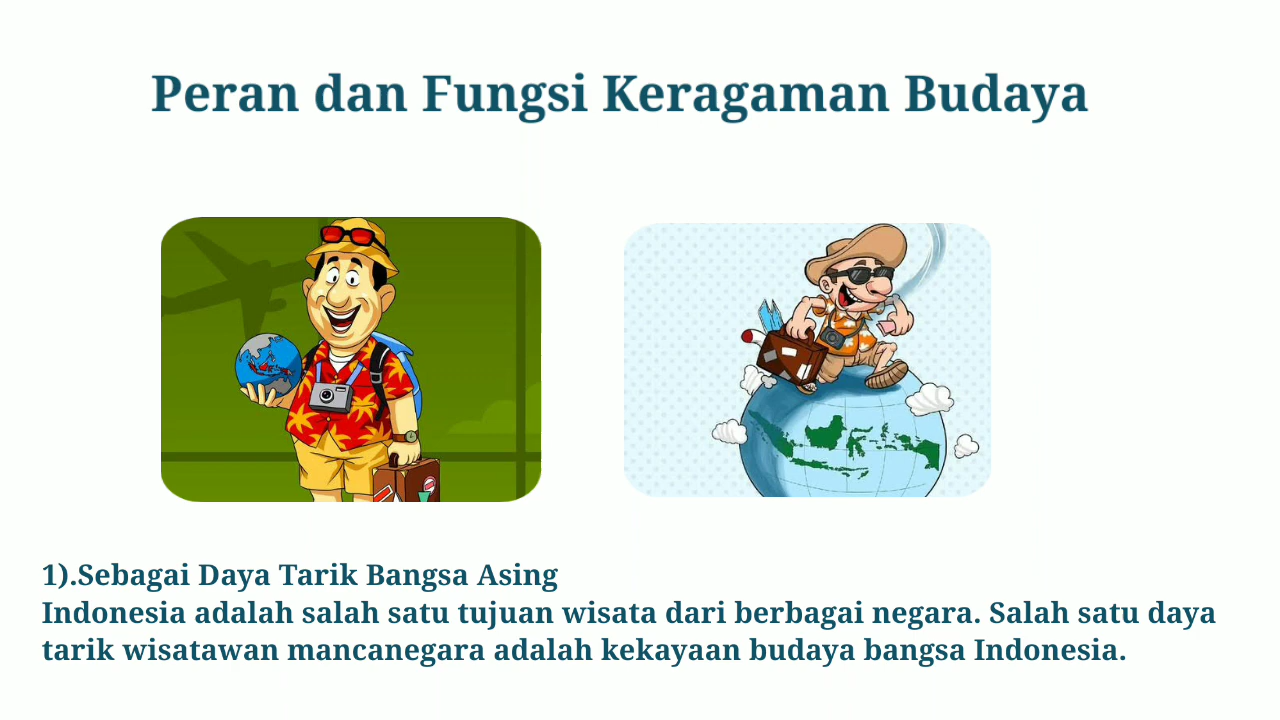 Peran dan Fungsi Keragaman Budaya
1).Sebagai Daya Tarik Bangsa Asing
Indonesia adalah salah satu tujuan wisata dari berbagai negara. Salah satu daya
tarik wisatawan mancanegara adalah kekayaan budaya bangsa Indonesia.